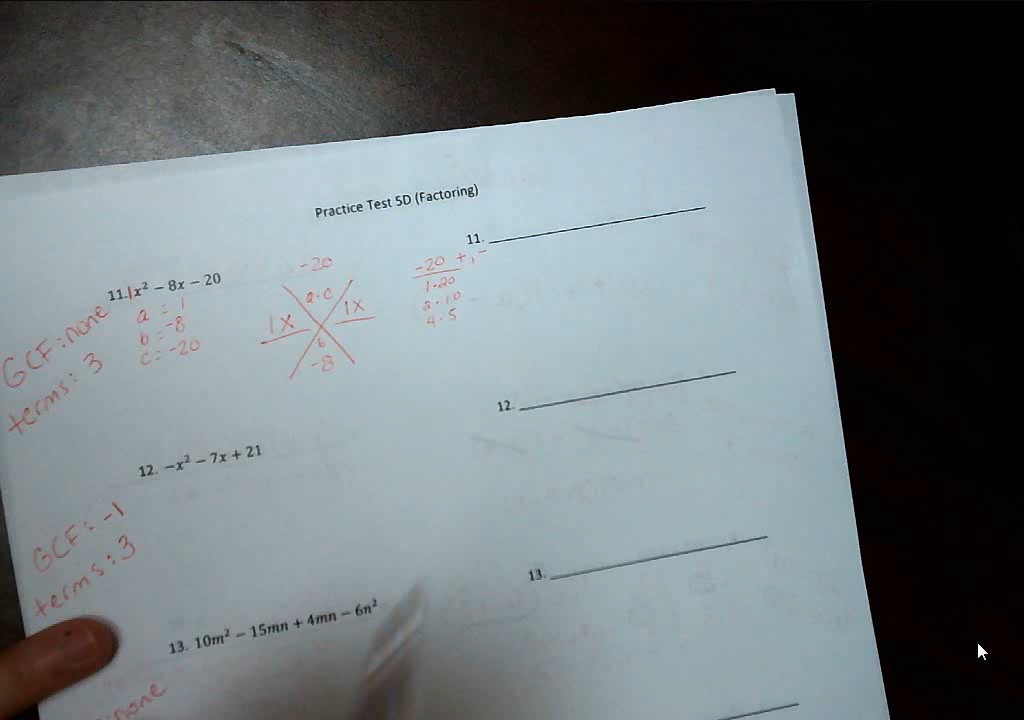 Practice Test 5D (Factoring)
11.
11. 1x² – 8x – 20
GCF: none
terms: 3
a = 1
b = -8
c = -20
-20
a·c
1x
1x
b
-8
-20 +, -
1·20
2·10
4·5
12.
12. –x² – 7x + 21
GCF: -1
terms: 3
13.
13. 10m² – 15mn + 4mn – 6n²
none